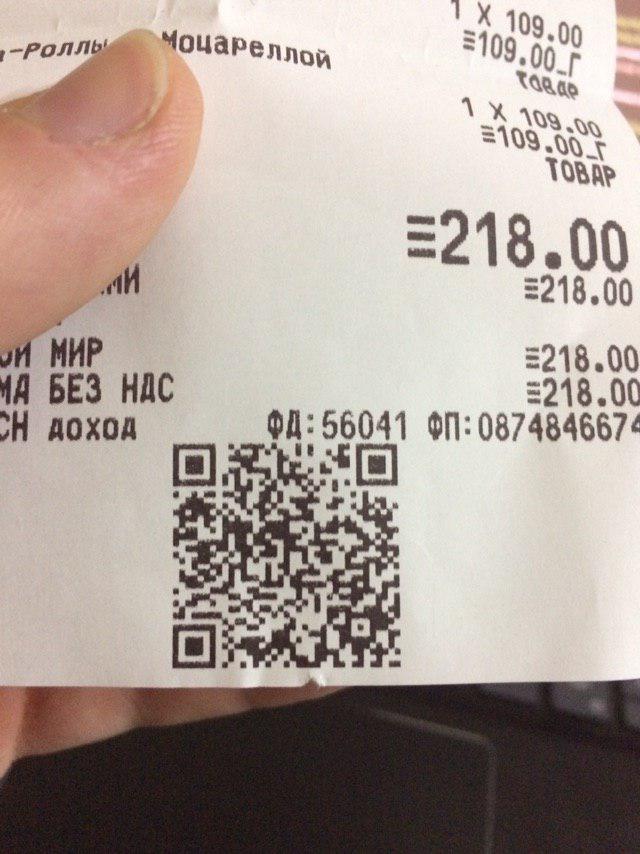 1 X 109.00
-Роллы Моцареллой
≡109.00_Г
ТОВАР
1 X 109.00
≡109.00_Г
ТОВАР
≡218.00
МИ ≡218.00
ОЙ МИР ≡218.00
МА БЕЗ НДС ≡218.00
СН доход ФД:56041 ФП:0874846674